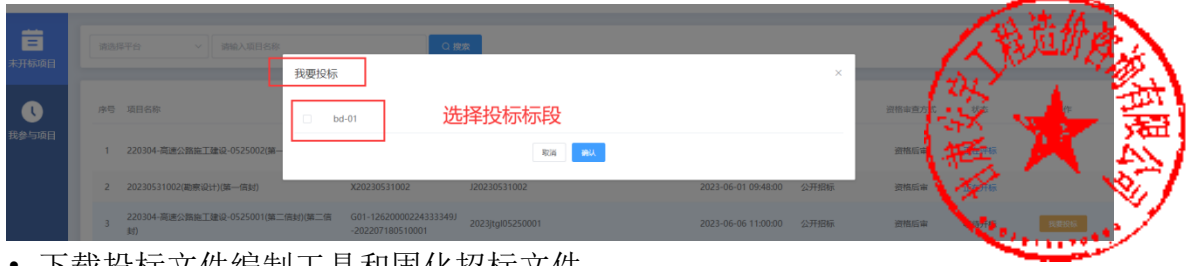 请选择平台 请输入项目名称 搜索
未开标项目
我要投标 ×
序号 项目名称 资格审查方式 状态
bd-01 选择投标标段
我参与项目
取消 确认
1 220304-高速公路施工建设-0525002(第一 资格后审
2 20230531002(勘察设计)(第一信封) X20230531002 J20230531002 2023-06-01 09:48:00 公开招标 资格后审
220304-高速公路施工建设-0525001(第二信封)(第二信 G01-12620000224333349J
3 2023jtgl05250001 2023-06-06 11:00:00 公开招标 资格后审 我要投标
封) -202207180510001
• 下载投标文件编制工具和固化招标文件